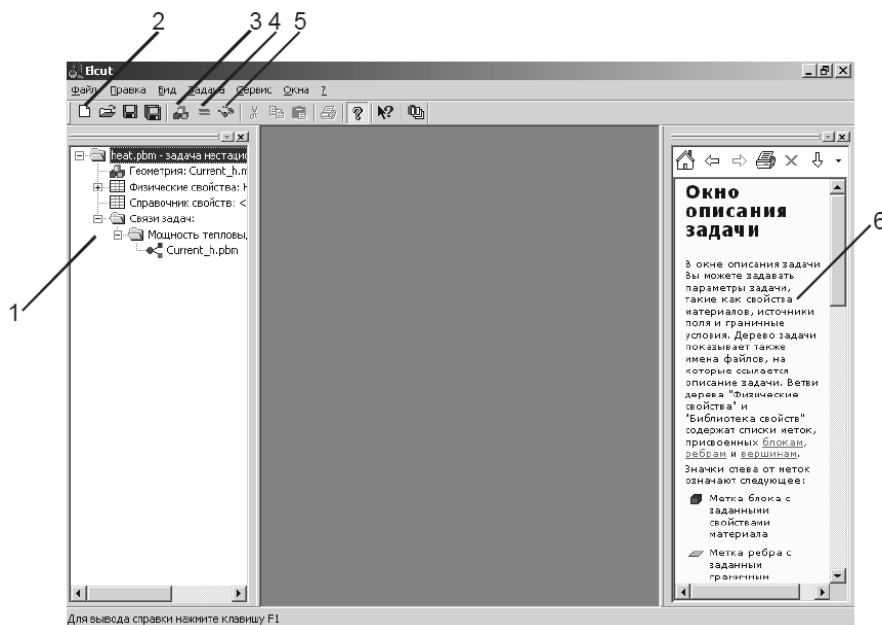 2 3 4 5
Elcut
Файл Правка Вид Задача Сервис Окна ?
heat.pbm - задача нестацио
Геометрия: Current_h.m
Физические свойства: H
Справочник свойств: <
Связи задач:
Мощность тепловы
Current_h.pbm
1
Окно
описания
задачи
6
В окне описания задачи
Вы можете задавать
параметры задачи,
такие как свойства
материалов, источники
поля и граничные
условия. Дерево задачи
показывает также
имена файлов, на
которые ссылается
описание задачи. Ветви
дерева "Физические
свойства" и
"Библиотека свойств"
содержат списки меток,
присвоенных блокам,
ребрам и вершинам.
Значки слева от меток
означают следующее:
Метка блока с
заданными
свойствами
материала
Метка ребра с
заданным
граничным
Для вывода справки нажмите клавишу F1